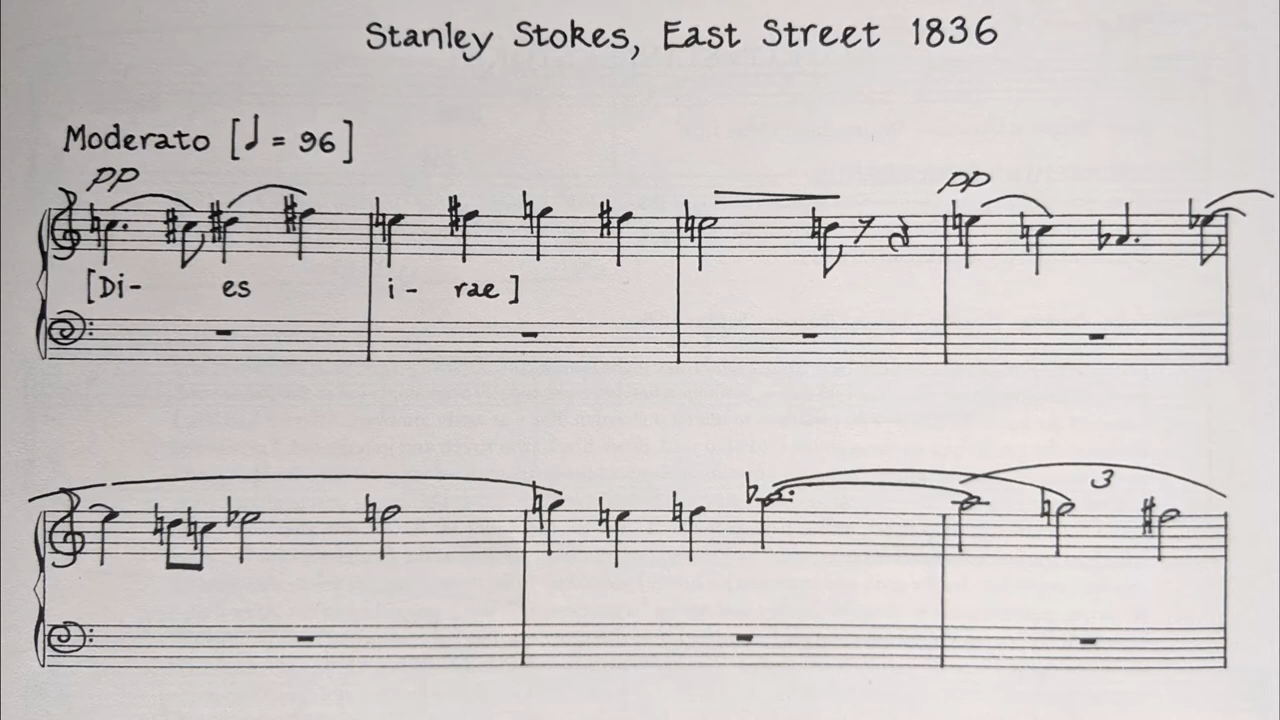 Stanley Stokes, East Street 1836
Moderato [♩ = 96]
pp
pp
[Di- es i- rae]
3